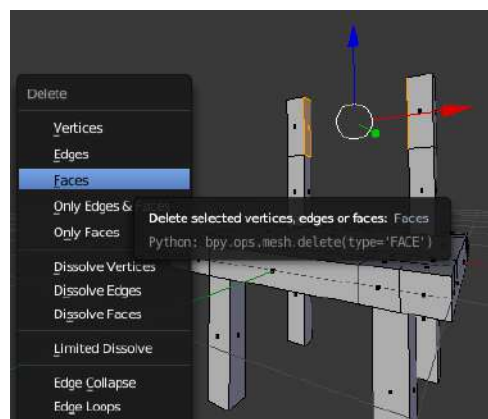 Delete
Vertices
Edges
Faces
Only Edges & Faces
Only Faces
Delete selected vertices, edges or faces: Faces
Python: bpy.ops.mesh.delete(type='FACE')
Dissolve Vertices
Dissolve Edges
Dissolve Faces
Limited Dissolve
Edge Collapse
Edge Loops